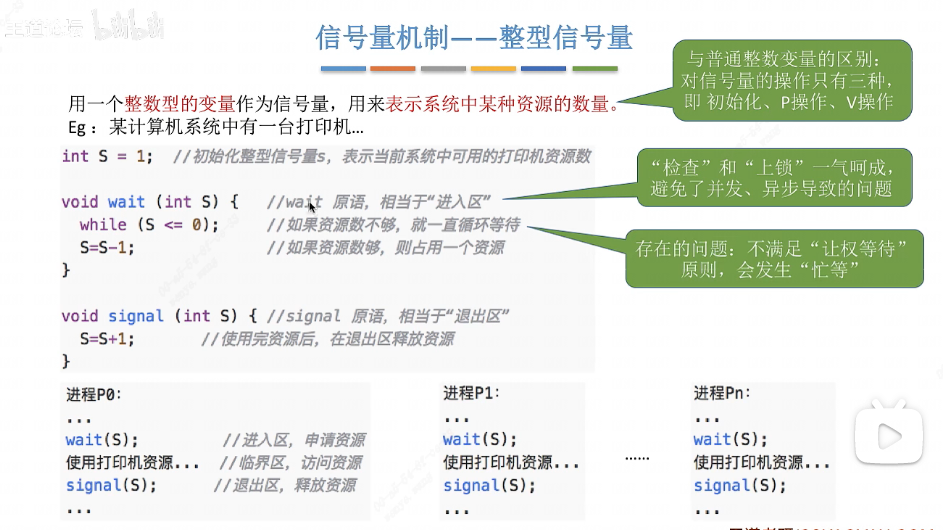 信号量机制——整型信号量
与普通整数变量的区别：
对信号量的操作只有三种，
即 初始化、P操作、V操作
用一个整数型的变量作为信号量，用来表示系统中某种资源的数量。
Eg：某计算机系统中有一台打印机...
int S = 1; //初始化整型信号量s，表示当前系统中可用的打印机资源数
“检查”和“上锁”一气呵成，
避免了并发、异步导致的问题
void wait (int S) { //wait 原语，相当于“进入区”
while (S <= 0); //如果资源数不够，就一直循环等待
S=S-1; //如果资源数够，则占用一个资源
}
存在的问题：不满足“让权等待”
原则，会发生“忙等”
void signal (int S) { //signal 原语，相当于“退出区”
S=S+1; //使用完资源后，在退出区释放资源
}
进程P0：
...
wait(S); //进入区，申请资源
使用打印机资源... //临界区，访问资源
signal(S); //退出区，释放资源
...
进程P1：
...
wait(S);
使用打印机资源...
signal(S);
...
......
进程Pn：
...
wait(S);
使用打印机资源...
signal(S);
...
bilibili